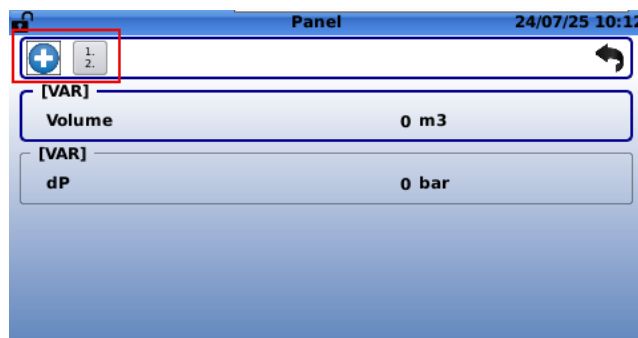 Panel 24/07/25 10:12
1.
2.
[VAR]
Volume 0 m3
[VAR]
dP 0 bar